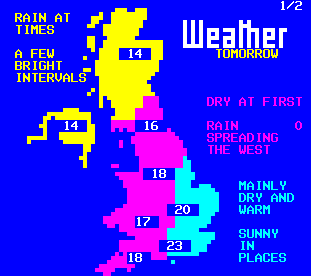 1/2
RAIN AT
TIMES
Weather
TOMORROW
A FEW
BRIGHT
INTERVALS
14
DRY AT FIRST
14
16
RAIN O
SPREADING
THE WEST
18
MAINLY
DRY AND
WARM
20
17
SUNNY
IN
PLACES
23
18